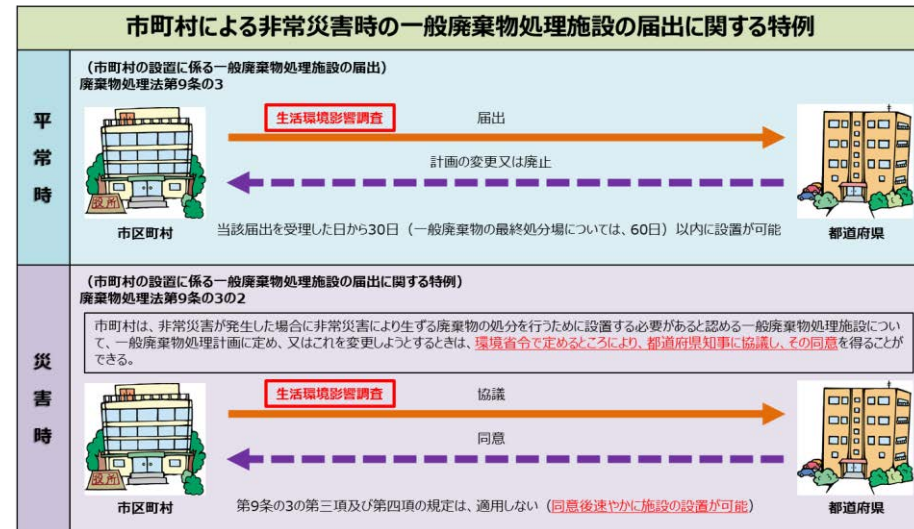 市町村による非常災害時の一般廃棄物処理施設の届出に関する特例
平常時
(市町村の設置に係る一般廃棄物処理施設の届出)
廃棄物処理法第9条の3
生活環境影響調査
届出
計画の変更又は廃止
役所
市区町村
当該届出を受理した日から30日(一般廃棄物の最終処分場については、60日)以内に設置が可能
都道府県
災害時
(市町村の設置に係る一般廃棄物処理施設の届出に関する特例)
廃棄物処理法第9条の3の2
市町村は、非常災害が発生した場合に非常災害により生ずる廃棄物の処分を行うために設置する必要があると認める一般廃棄物処理施設につい
て、一般廃棄物処理計画に定め、又はこれを変更しようとするときは、環境省令で定めるところにより、都道府県知事に協議し、その同意を得ることが
できる。
生活環境影響調査
協議
同意
役所
市区町村
第9条の3の第三項及び第四項の規定は、適用しない(同意後速やかに施設の設置が可能)
都道府県